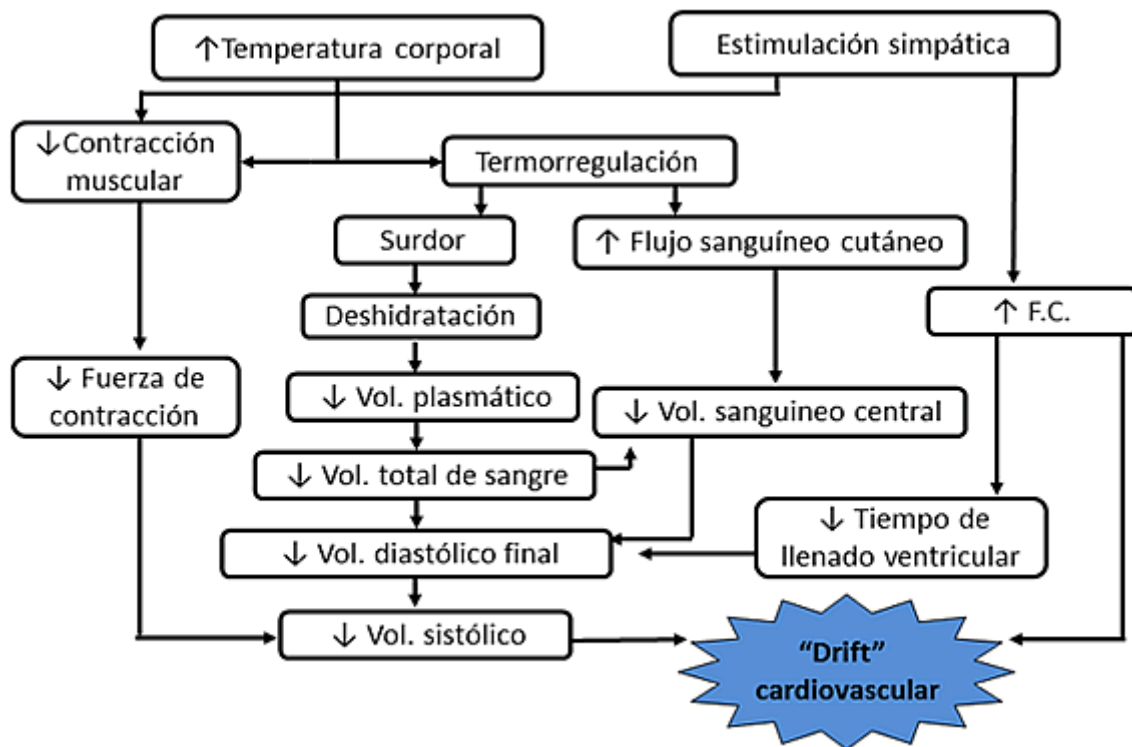 ↑Temperatura corporal
Estimulación simpática
↓Contracción
muscular
Termorregulación
Surdor
↑ Flujo sanguíneo cutáneo
Deshidratación
↑ F.C.
↓ Fuerza de
contracción
↓ Vol. plasmático
↓ Vol. sanguineo central
↓ Vol. total de sangre
↓ Tiempo de
llenado ventricular
↓ Vol. diastólico final
↓ Vol. sistólico
“Drift”
cardiovascular